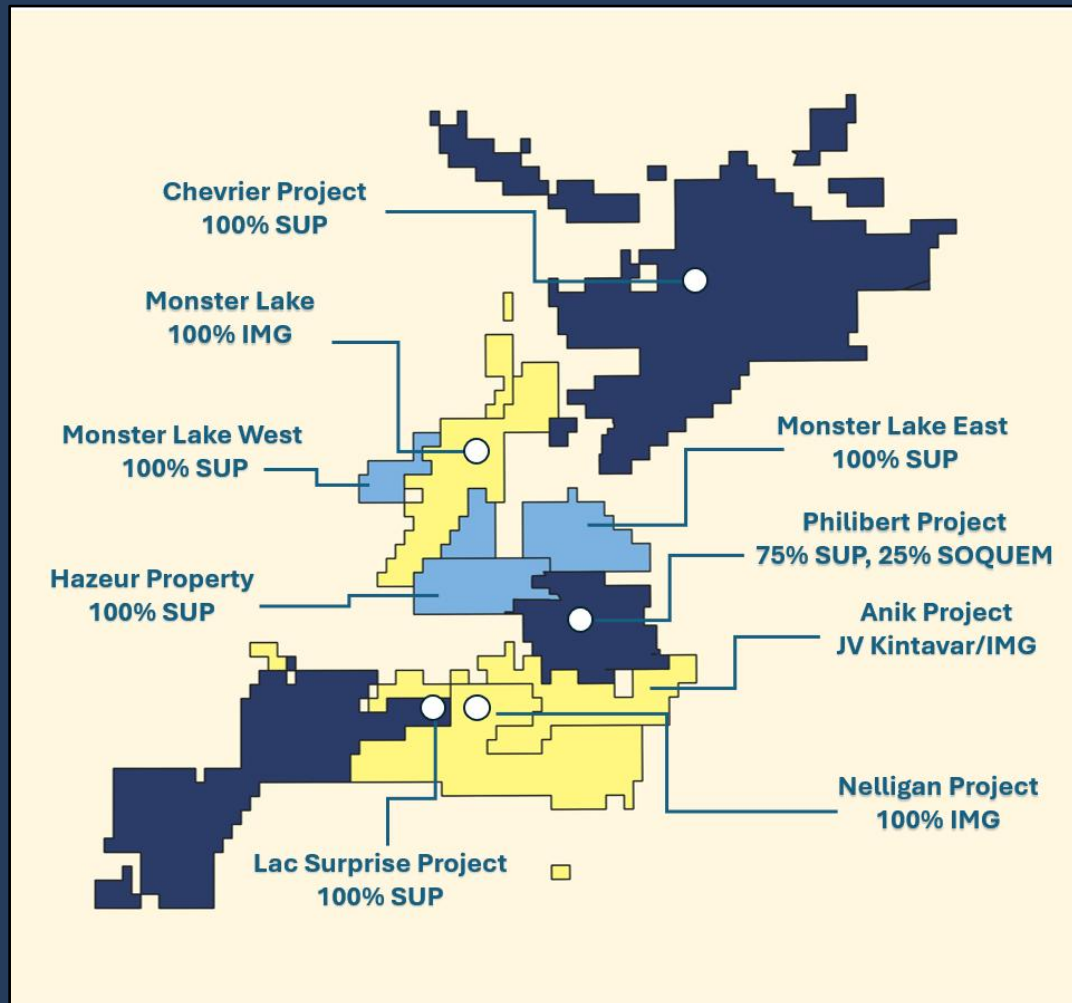 Chevrier Project
100% SUP
Monster Lake
100% IMG
Monster Lake West
100% SUP
Monster Lake East
100% SUP
Philibert Project
75% SUP, 25% SOQUEM
Hazeur Property
100% SUP
Anik Project
JV Kintavar/IMG
Nelligan Project
100% IMG
Lac Surprise Project
100% SUP